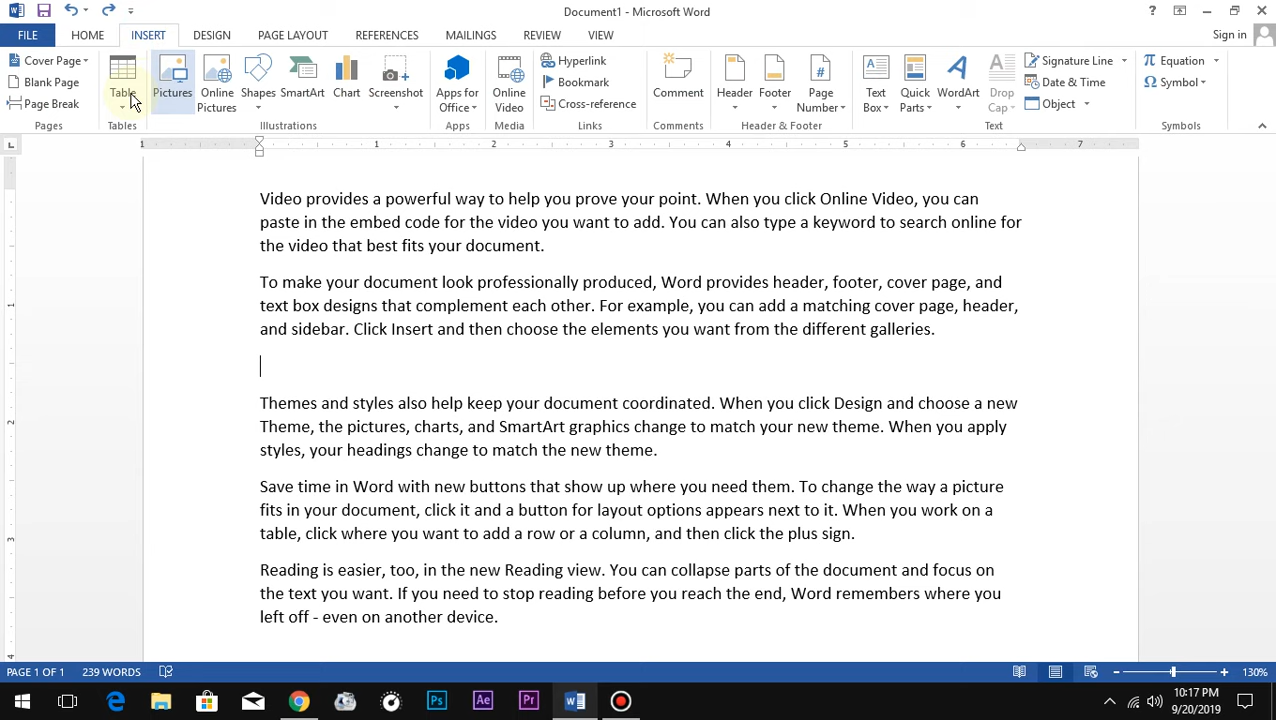 Document1 - Microsoft Word
FILE HOME INSERT DESIGN PAGE LAYOUT REFERENCES MAILINGS REVIEW VIEW Sign in
Cover Page
Blank Page
Page Break
Pages
Table
Tables
Pictures
Online Pictures
Shapes
SmartArt
Chart
Screenshot
Illustrations
Apps for Office
Apps
Online Video
Media
Hyperlink
Bookmark
Cross-reference
Links
Comment
Comments
Header
Footer
Page Number
Header & Footer
Text Box
Quick Parts
WordArt
Drop Cap
Signature Line
Date & Time
Object
Text
Equation
Symbol
Symbols
1 1 2 3 4 5 6 7
Video provides a powerful way to help you prove your point. When you click Online Video, you can
paste in the embed code for the video you want to add. You can also type a keyword to search online for
the video that best fits your document.
To make your document look professionally produced, Word provides header, footer, cover page, and
text box designs that complement each other. For example, you can add a matching cover page, header,
and sidebar. Click Insert and then choose the elements you want from the different galleries.
Themes and styles also help keep your document coordinated. When you click Design and choose a new
Theme, the pictures, charts, and SmartArt graphics change to match your new theme. When you apply
styles, your headings change to match the new theme.
Save time in Word with new buttons that show up where you need them. To change the way a picture
fits in your document, click it and a button for layout options appears next to it. When you work on a
table, click where you want to add a row or a column, and then click the plus sign.
Reading is easier, too, in the new Reading view. You can collapse parts of the document and focus on
the text you want. If you need to stop reading before you reach the end, Word remembers where you
left off - even on another device.
1
2
3
4
PAGE 1 OF 1 239 WORDS 130%
Ps Ae Pr
10:17 PM
9/20/2019